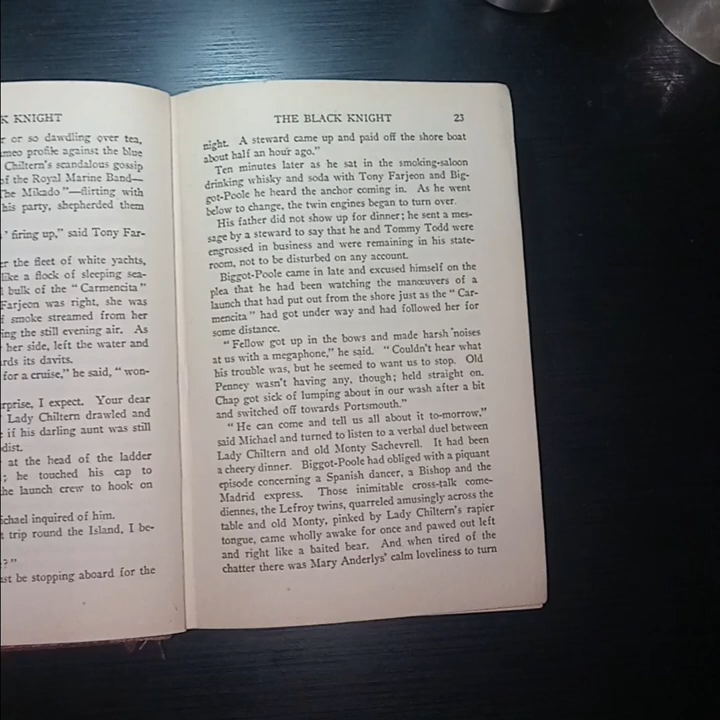 K KNIGHT
r or so dawdling over tea,
ameo profile against the blue
Chiltern's scandalous gossip
of the Royal Marine Band—
The Mikado"—flirting with
his party, shepherded them
' firing up," said Tony Far-
er the fleet of white yachts,
like a flock of sleeping sea-
l bulk of the "Carmencita"
Farjeon was right, she was
f smoke streamed from her
ing the still evening air. As
her side, left the water and
rds its davits.
for a cruise," he said, "won-
rprise, I expect. Your dear
Lady Chiltern drawled and
if his darling aunt was still
dist.
at the head of the ladder
; he touched his cap to
the launch crew to hook on
ichael inquired of him.
t trip round the Island, I be-
?"
ust be stopping aboard for the
THE BLACK KNIGHT 23
night. A steward came up and paid off the shore boat
about half an hour ago."
Ten minutes later as he sat in the smoking-saloon
drinking whisky and soda with Tony Farjeon and Big-
got-Poole he heard the anchor coming in. As he went
below to change, the twin engines began to turn over.
His father did not show up for dinner; he sent a mes-
sage by a steward to say that he and Tommy Todd were
engrossed in business and were remaining in his state-
room, not to be disturbed on any account.
Biggot-Poole came in late and excused himself on the
plea that he had been watching the manœuvers of a
launch that had put out from the shore just as the "Car-
mencita" had got under way and had followed her for
some distance.
"Fellow got up in the bows and made harsh noises
at us with a megaphone," he said. "Couldn't hear what
his trouble was, but he seemed to want us to stop. Old
Penney wasn't having any, though; held straight on.
Chap got sick of lumping about in our wash after a bit
and switched off towards Portsmouth."
"He can come and tell us all about it to-morrow,"
said Michael and turned to listen to a verbal duel between
Lady Chiltern and old Monty Sachevrell. It had been
a cheery dinner. Biggot-Poole had obliged with a piquant
episode concerning a Spanish dancer, a Bishop and the
Madrid express. Those inimitable cross-talk come-
diennes, the Lefroy twins, quarreled amusingly across the
table and old Monty, pinked by Lady Chiltern's rapier
tongue, came wholly awake for once and pawed out left
and right like a baited bear. And when tired of the
chatter there was Mary Anderlys' calm loveliness to turn